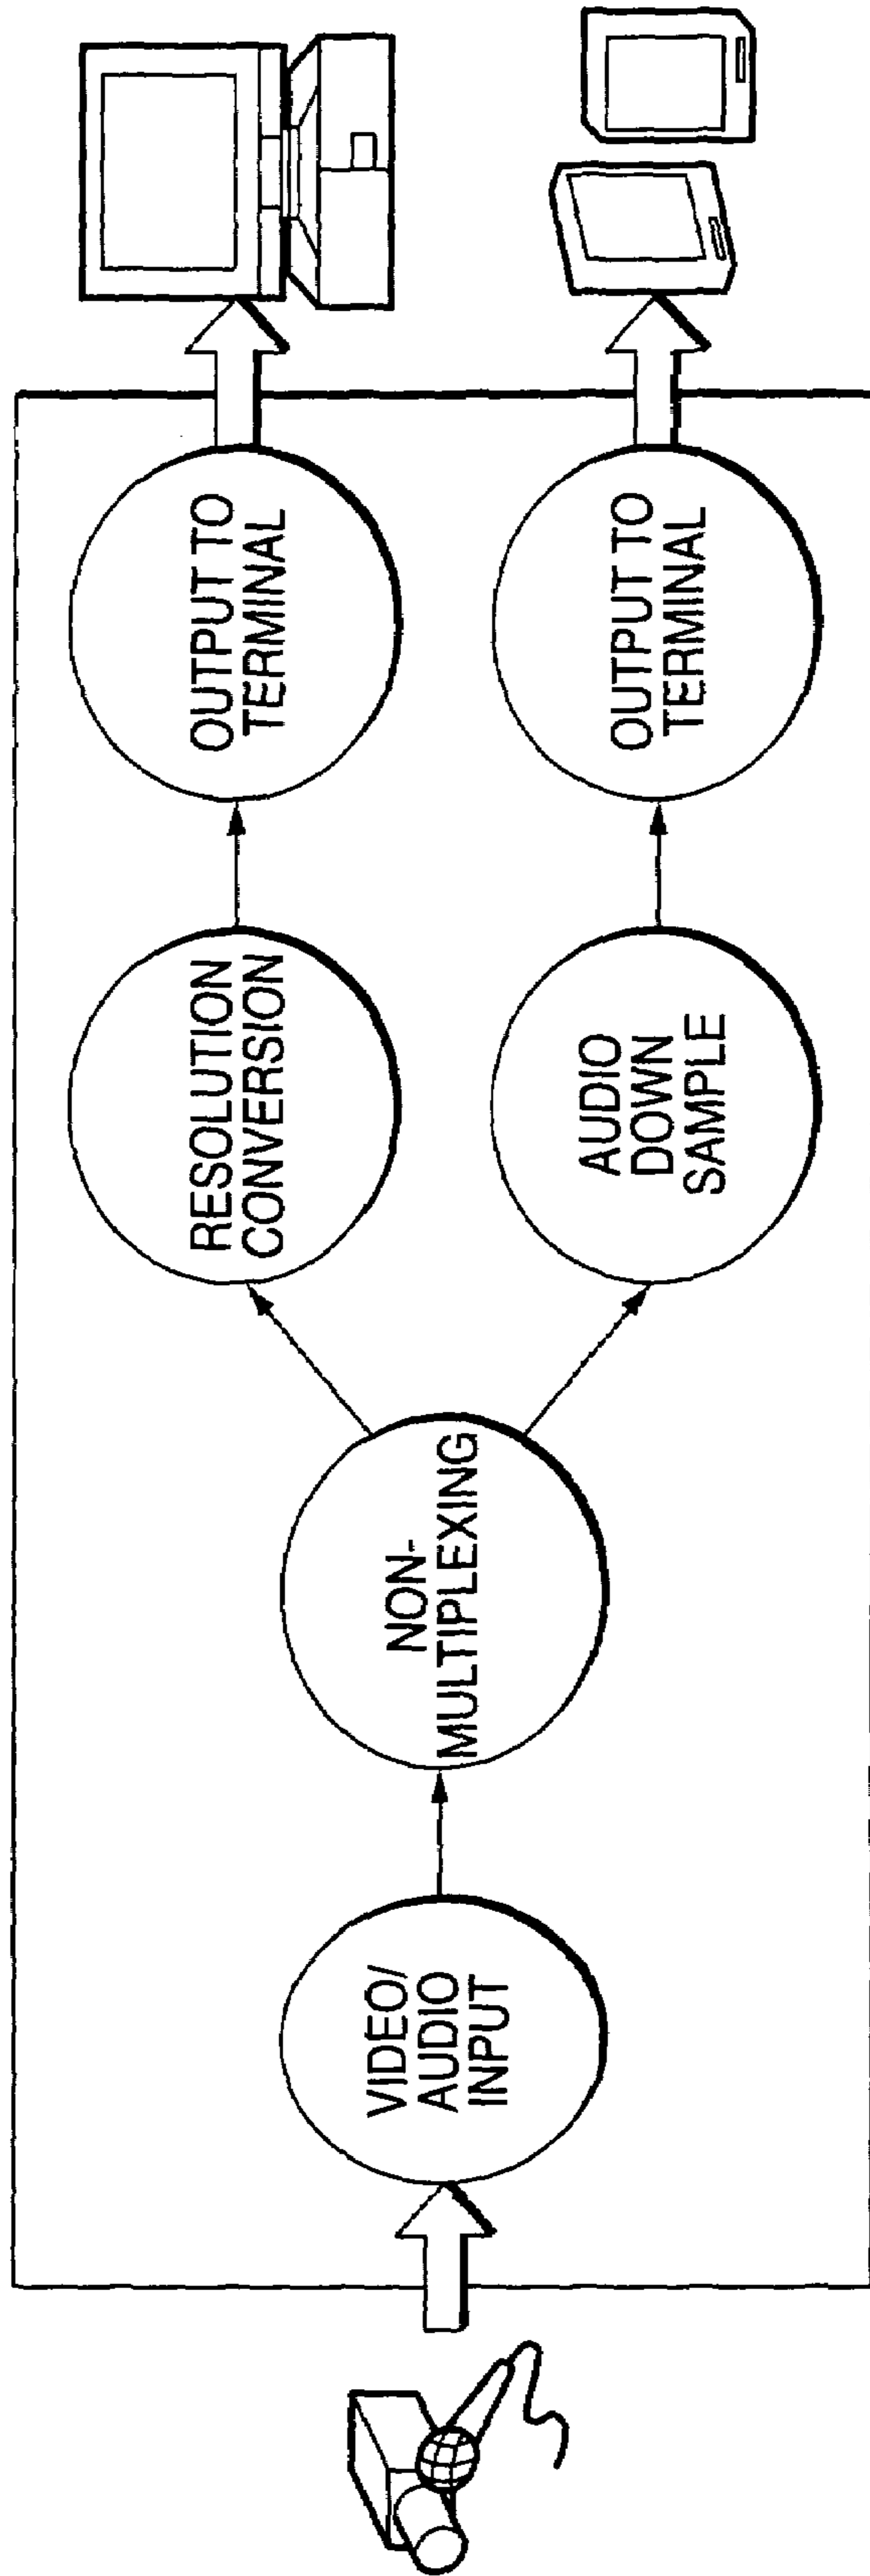 VIDEO/
AUDIO
INPUT
NON-
MULTIPLEXING
RESOLUTION
CONVERSION
OUTPUT TO
TERMINAL
AUDIO
DOWN
SAMPLE
OUTPUT TO
TERMINAL